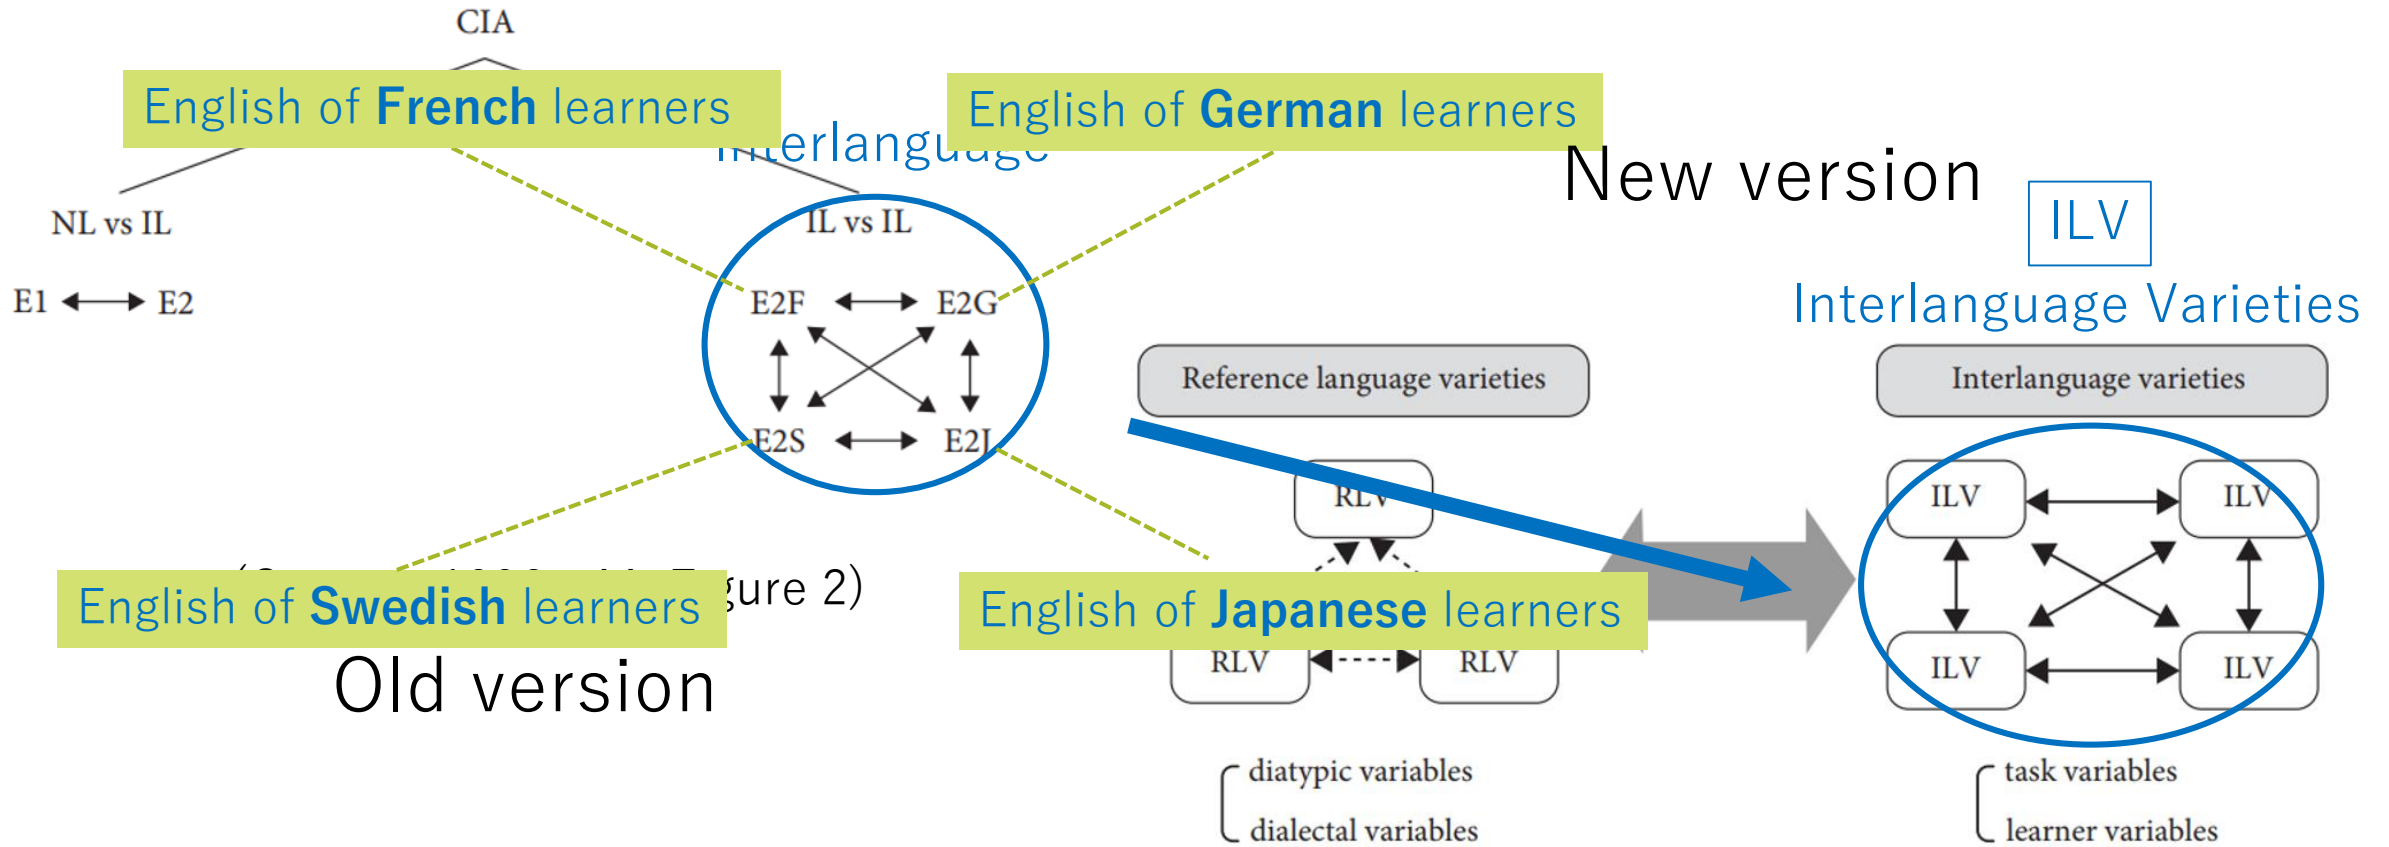 CIA
English of French learners
English of German learners
New version
NL vs IL
IL vs IL
ILV
Interlanguage Varieties
E1
E2
E2F
E2G
E2S
E2J
Reference language varieties
Interlanguage varieties
RLV
ILV
ILV
2)
English of Swedish learners
English of Japanese learners
RLV
RLV
ILV
ILV
Old version
diatypic variables
dialectal variables
task variables
learner variables